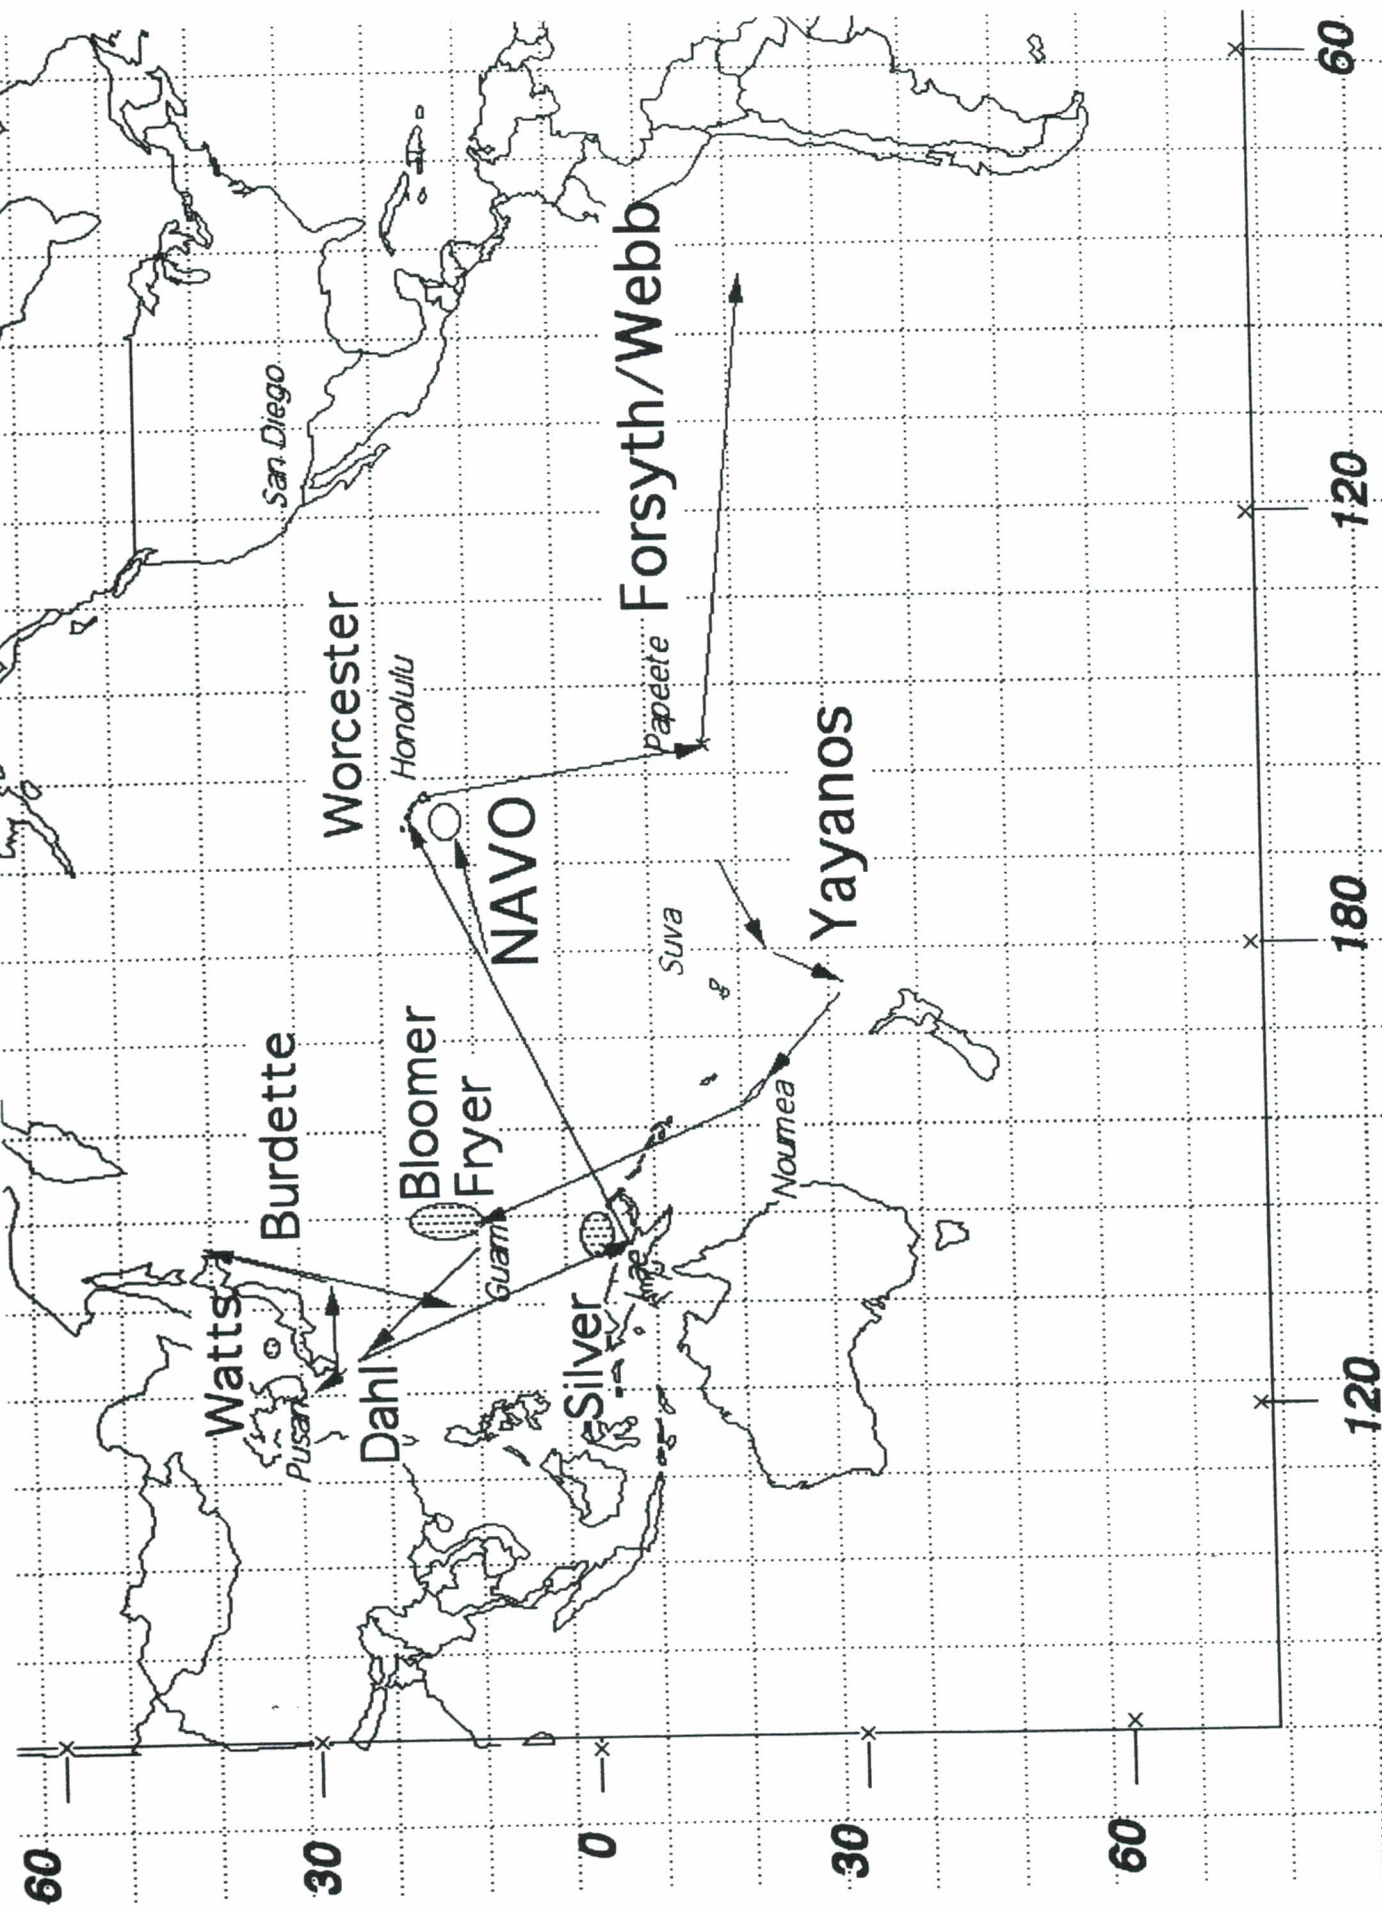 60
Watts
San Diego
Burdette
Pusan
30
Worcester
Dahl
Honolulu
Bloomer
Fryer
Guam
NAVO
Silver
0
Lae
Forsyth/Webb
Papeete
Suva
Noumea
Yayanos
30
60
120 180 120 60